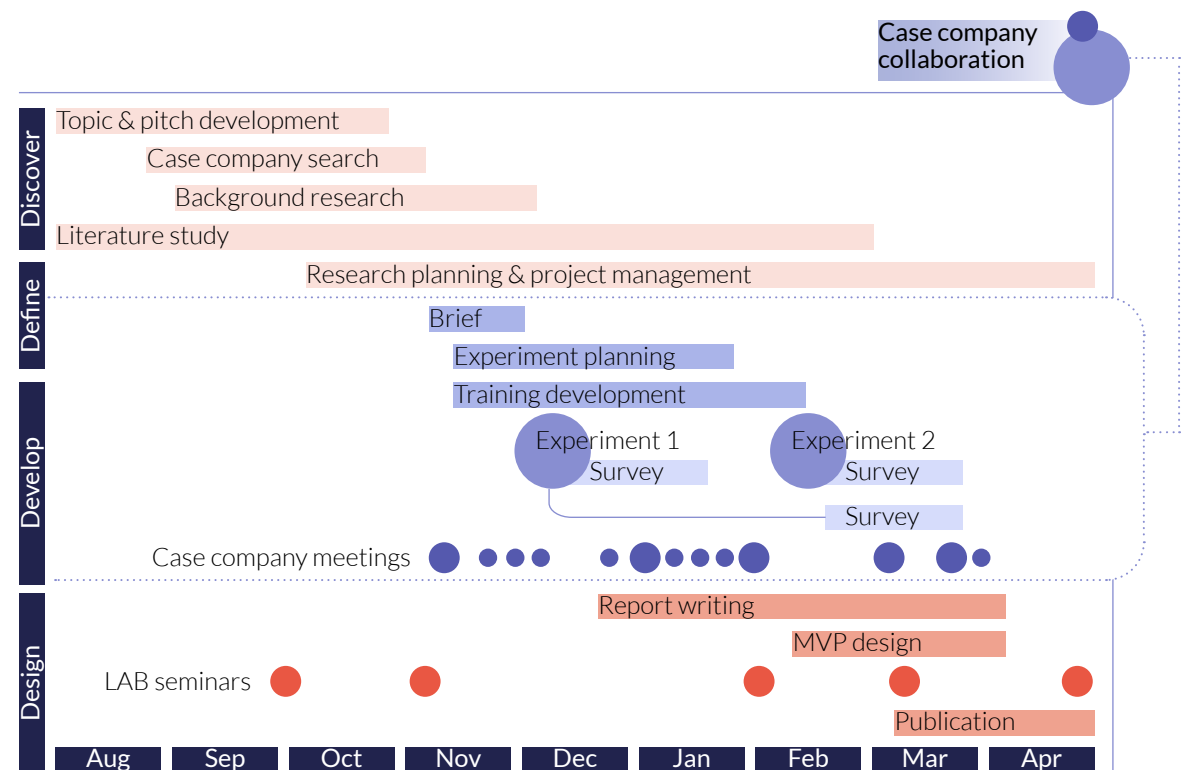 Case company
collaboration
Discover
Topic & pitch development
Case company search
Background research
Literature study
Define
Research planning & project management
Brief
Experiment planning
Develop
Training development
Experiment 1
Experiment 2
Survey
Survey
Survey
Case company meetings
Design
Report writing
MVP design
LAB seminars
Publication
Aug
Sep
Oct
Nov
Dec
Jan
Feb
Mar
Apr